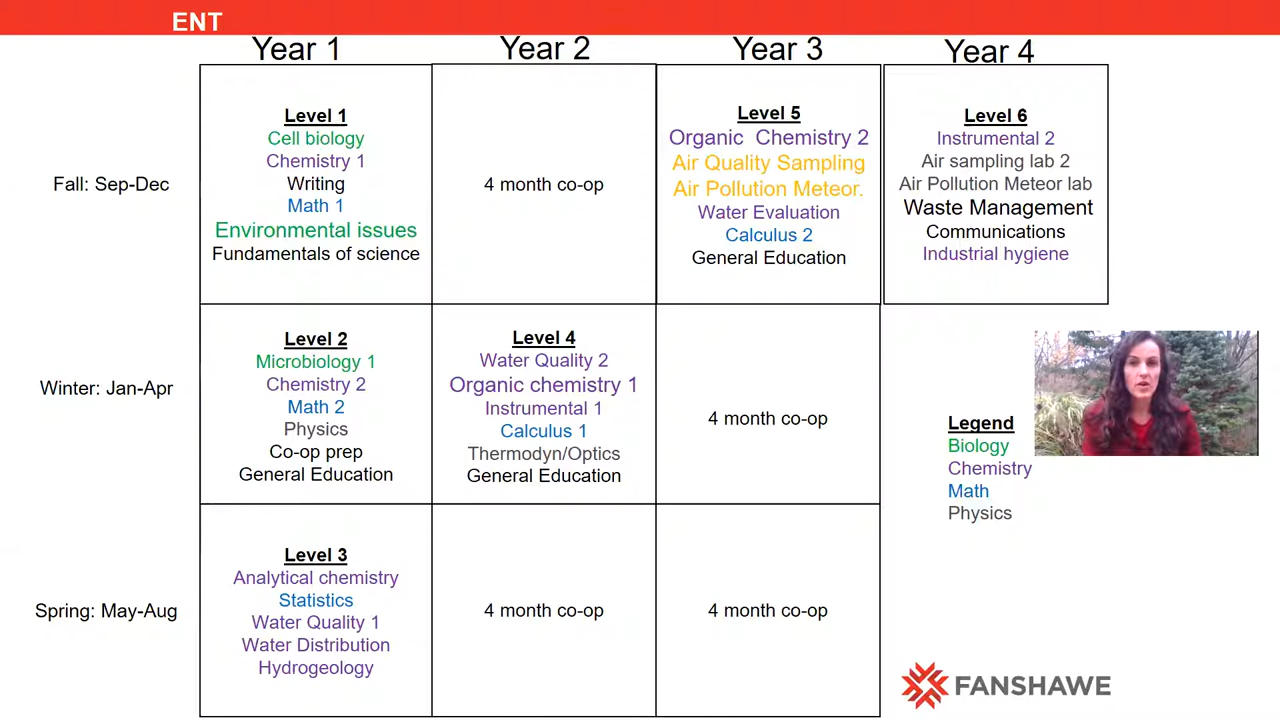 ENT
Year 1
Year 2
Year 3
Year 4
Fall: Sep-Dec
Level 1
Cell biology
Chemistry 1
Writing
Math 1
Environmental issues
Fundamentals of science
4 month co-op
Level 5
Organic Chemistry 2
Air Quality Sampling
Air Pollution Meteor.
Water Evaluation
Calculus 2
General Education
Level 6
Instrumental 2
Air sampling lab 2
Air Pollution Meteor lab
Waste Management
Communications
Industrial hygiene
Winter: Jan-Apr
Level 2
Microbiology 1
Chemistry 2
Math 2
Physics
Co-op prep
General Education
Level 4
Water Quality 2
Organic chemistry 1
Instrumental 1
Calculus 1
Thermodyn/Optics
General Education
4 month co-op
Legend
Biology
Chemistry
Math
Physics
Spring: May-Aug
Level 3
Analytical chemistry
Statistics
Water Quality 1
Water Distribution
Hydrogeology
4 month co-op
4 month co-op
FANSHAWE